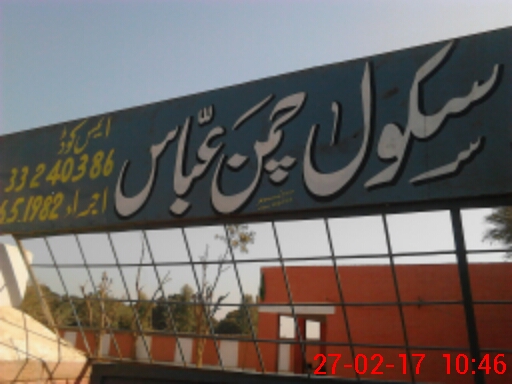 سکول چمن عباس
ایس کوڈ
33240386
اجراء 6.5.1982
27-02-17 10:46